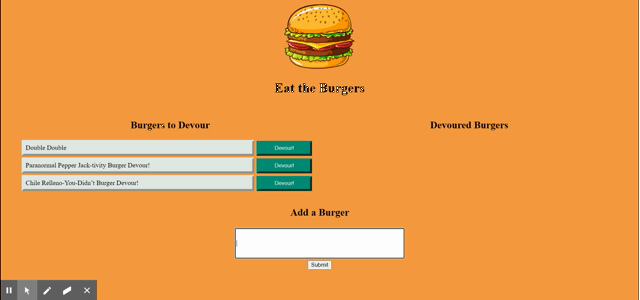 Eat the Burgers
Burgers to Devour
Devoured Burgers
Double Double
Devour!
Paranormal Pepper Jack-tivity Burger Devour!
Devour!
Chile Relleno-You-Didn't Burger Devour!
Devour!
Add a Burger
Submit